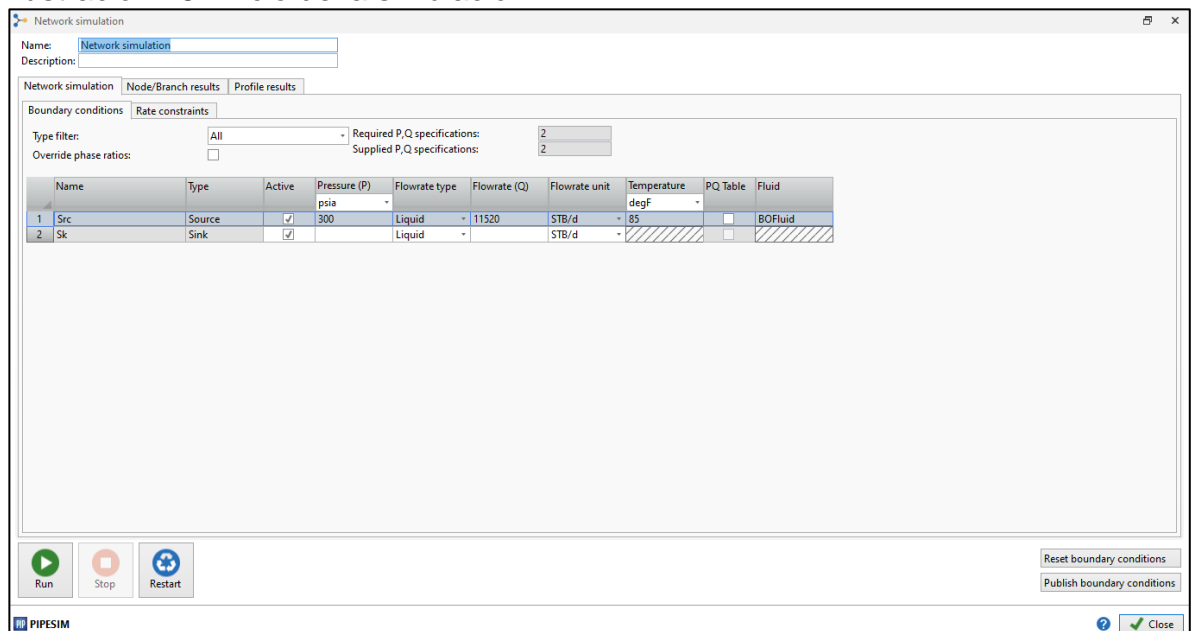 Network simulation
Name: Network simulation
Description:
Network simulation Node/Branch results Profile results
Boundary conditions Rate constraints
Type filter: All Required P,Q specifications: 2
Override phase ratios: Supplied P,Q specifications: 2
Name Type Active Pressure (P) Flowrate type Flowrate (Q) Flowrate unit Temperature PQ Table Fluid
psia degF
1 Src Source 300 Liquid 11520 STB/d 85 BOFluid
2 Sk Sink Liquid STB/d
Run Stop Restart
Reset boundary conditions
Publish boundary conditions
PIP PIPESIM ? Close